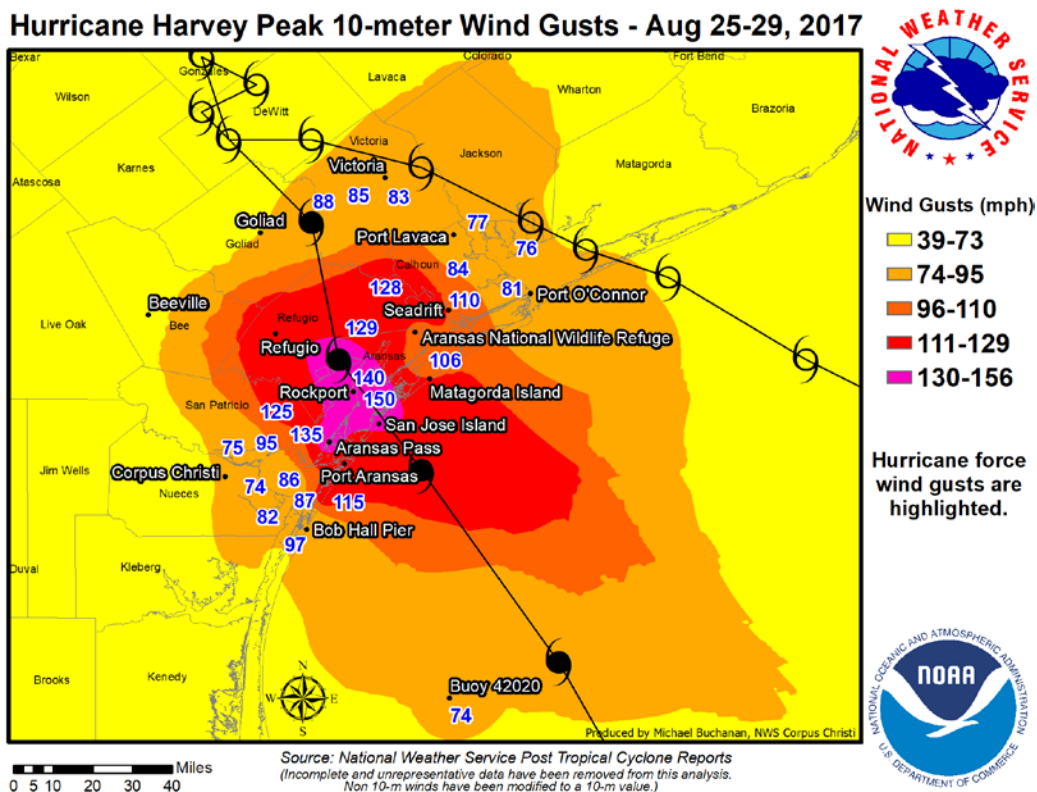 Hurricane Harvey Peak 10-meter Wind Gusts - Aug 25-29, 2017
Bexar
Gonzales
Lavaca
Colorado
Fort Bend
Wilson
DeWitt
Wharton
Brazoria
Karnes
Victoria
Jackson
Matagorda
Atascosa
Victoria
88
85
83
Goliad
Goliad
Port Lavaca
77
76
Calhoun
84
128
81
Port O'Connor
110
Seadrift
Beeville
Bee
Live Oak
Refugio
129
Refugio
Aransas
Aransas National Wildlife Refuge
106
140
Rockport
150
Matagorda Island
San Patricio
125
San Jose Island
135
95
75
Aransas Pass
Jim Wells
Corpus Christi
Port Aransas
Nueces
74
86
87
115
82
Bob Hall Pier
97
Duval
Kleberg
Brooks
Kenedy
N
W
E
S
Buoy 42020
74
Produced by Michael Buchanan, NWS Corpus Christi
NATIONAL WEATHER SERVICE
Wind Gusts (mph)
39-73
74-95
96-110
111-129
130-156
Hurricane force
wind gusts are
highlighted.
NATIONAL OCEANIC AND ATMOSPHERIC ADMINISTRATION
NOAA
U.S. DEPARTMENT OF COMMERCE
Miles
0 5 10 20 30 40
Source: National Weather Service Post Tropical Cyclone Reports
(Incomplete and unrepresentative data have been removed from this analysis.
Non 10-m winds have been modified to a 10-m value.)